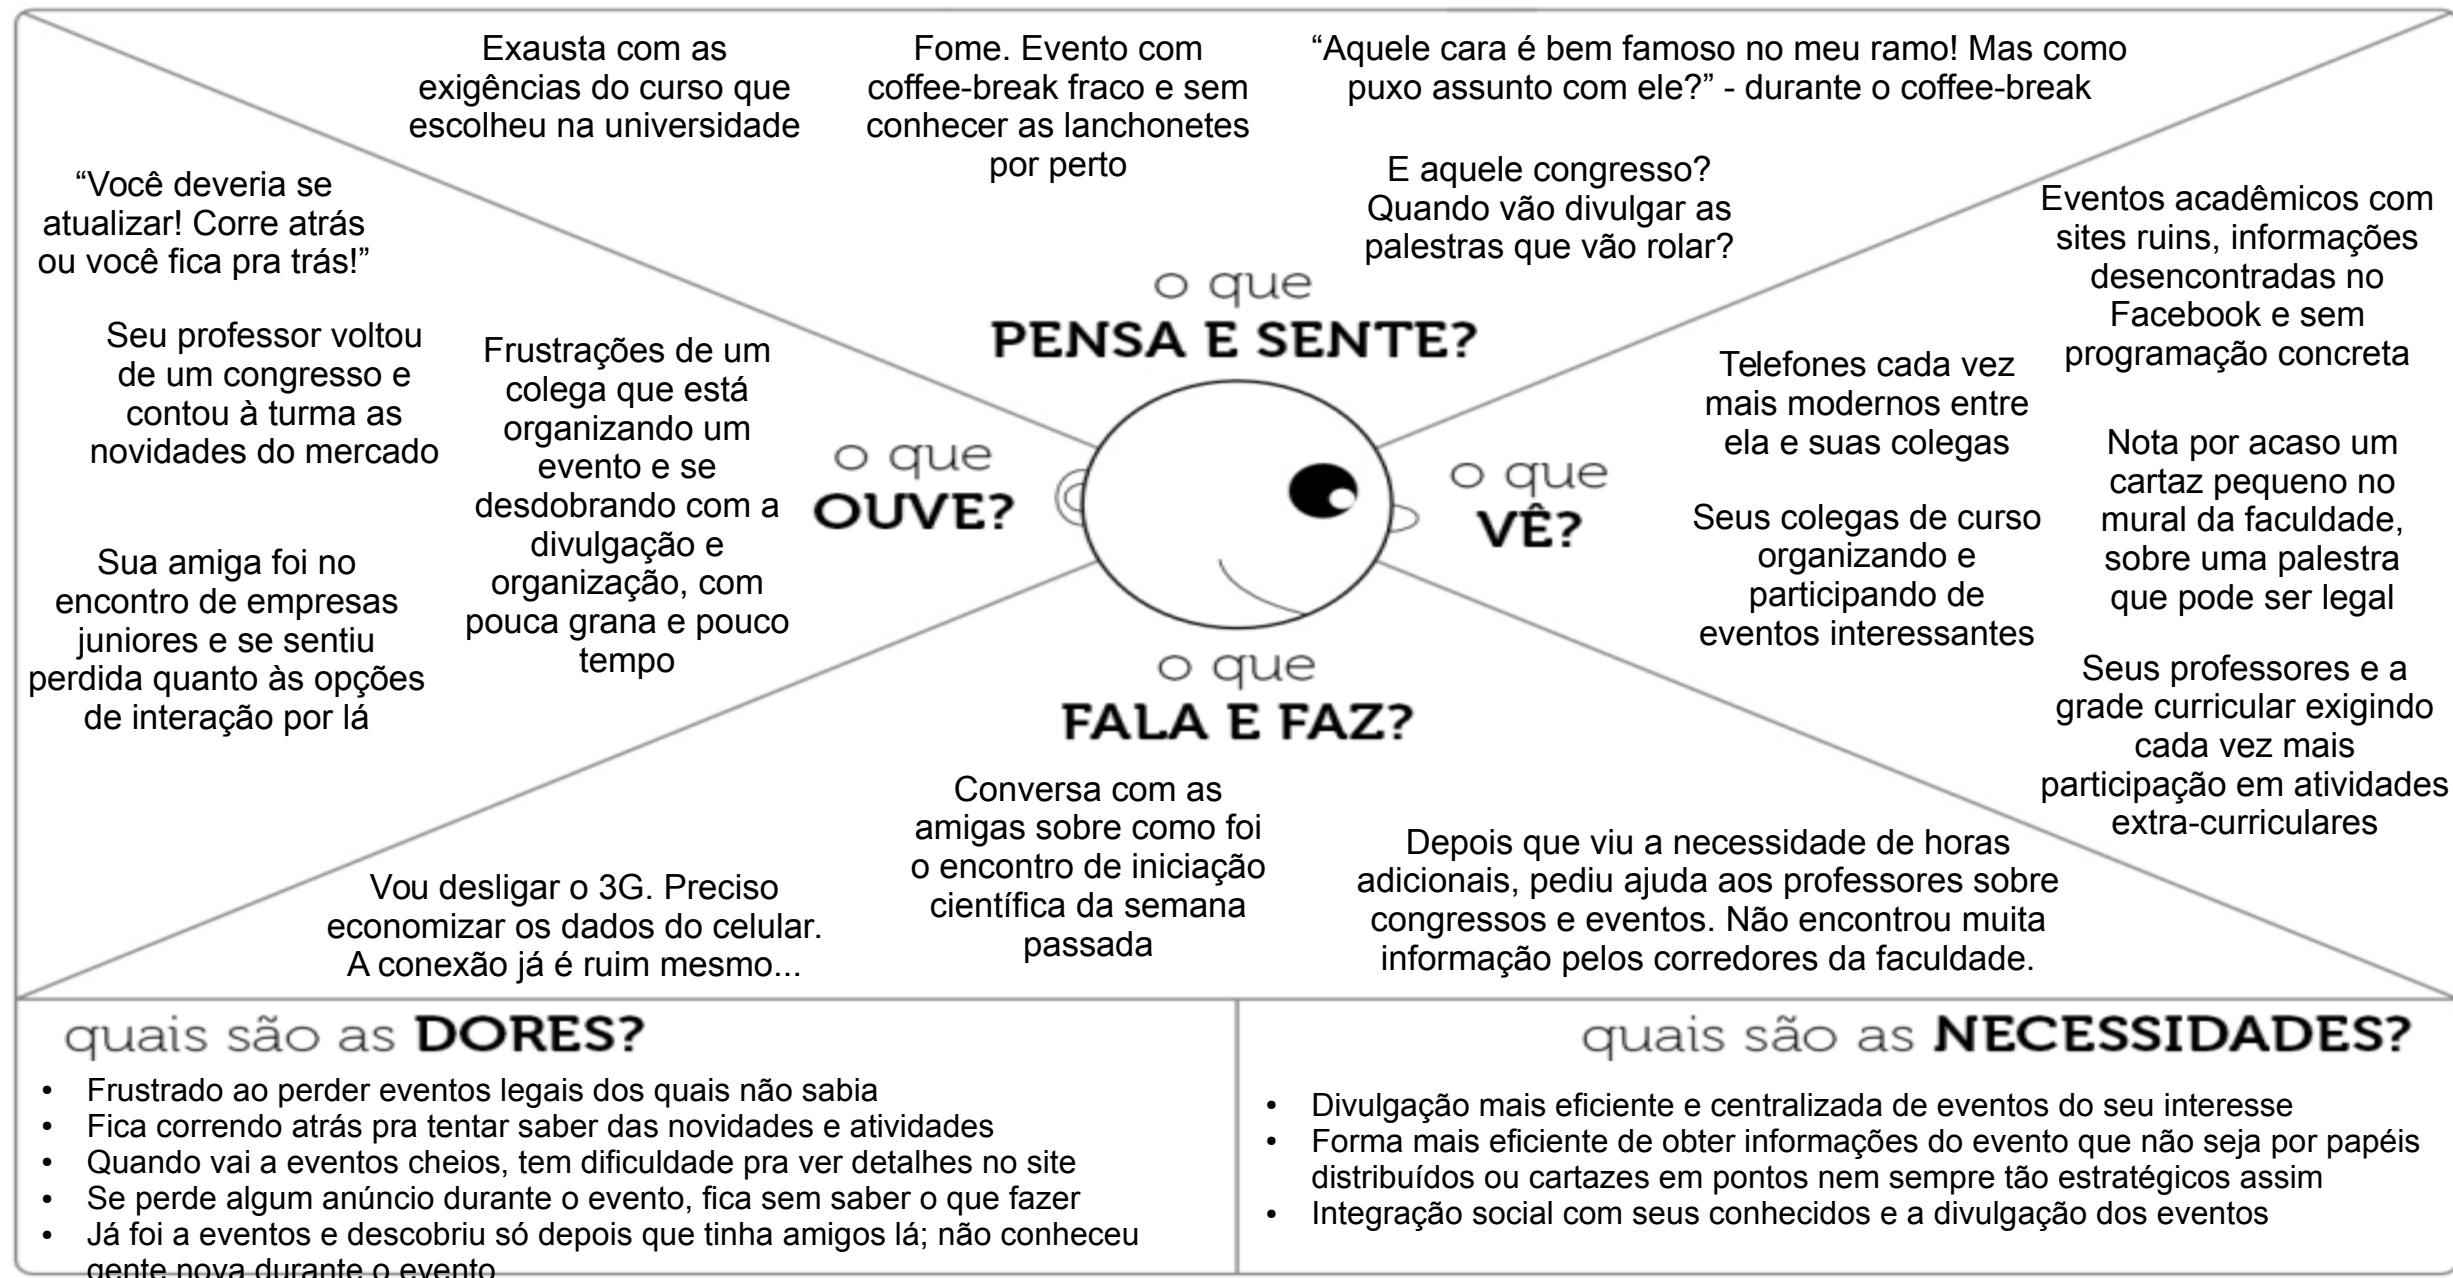 Exausta com as
exigências do curso que
escolheu na universidade
Fome. Evento com
coffee-break fraco e sem
conhecer as lanchonetes
por perto
“Aquele cara é bem famoso no meu ramo! Mas como
puxo assunto com ele?” - durante o coffee-break
E aquele congresso?
Quando vão divulgar as
palestras que vão rolar?
o que
PENSA E SENTE?
“Você deveria se
atualizar! Corre atrás
ou você fica pra trás!”
Seu professor voltou
de um congresso e
contou à turma as
novidades do mercado
Sua amiga foi no
encontro de empresas
juniores e se sentiu
perdida quanto às opções
de interação por lá
Frustrações de um
colega que está
organizando um
evento e se
desdobrando com a
divulgação e
organização, com
pouca grana e pouco
tempo
o que
OUVE?
o que
VÊ?
Telefones cada vez
mais modernos entre
ela e suas colegas
Seus colegas de curso
organizando e
participando de
eventos interessantes
Eventos acadêmicos com
sites ruins, informações
desencontradas no
Facebook e sem
programação concreta
Nota por acaso um
cartaz pequeno no
mural da faculdade,
sobre uma palestra
que pode ser legal
Seus professores e a
grade curricular exigindo
cada vez mais
participação em atividades
extra-curriculares
o que
FALA E FAZ?
Vou desligar o 3G. Preciso
economizar os dados do celular.
A conexão já é ruim mesmo...
Conversa com as
amigas sobre como foi
o encontro de iniciação
científica da semana
passada
Depois que viu a necessidade de horas
adicionais, pediu ajuda aos professores sobre
congressos e eventos. Não encontrou muita
informação pelos corredores da faculdade.
quais são as DORES?
• Frustrado ao perder eventos legais dos quais não sabia
• Fica correndo atrás pra tentar saber das novidades e atividades
• Quando vai a eventos cheios, tem dificuldade pra ver detalhes no site
• Se perde algum anúncio durante o evento, fica sem saber o que fazer
• Já foi a eventos e descobriu só depois que tinha amigos lá; não conheceu
gente nova durante o evento
quais são as NECESSIDADES?
• Divulgação mais eficiente e centralizada de eventos do seu interesse
• Forma mais eficiente de obter informações do evento que não seja por papéis
distribuídos ou cartazes em pontos nem sempre tão estratégicos assim
• Integração social com seus conhecidos e a divulgação dos eventos